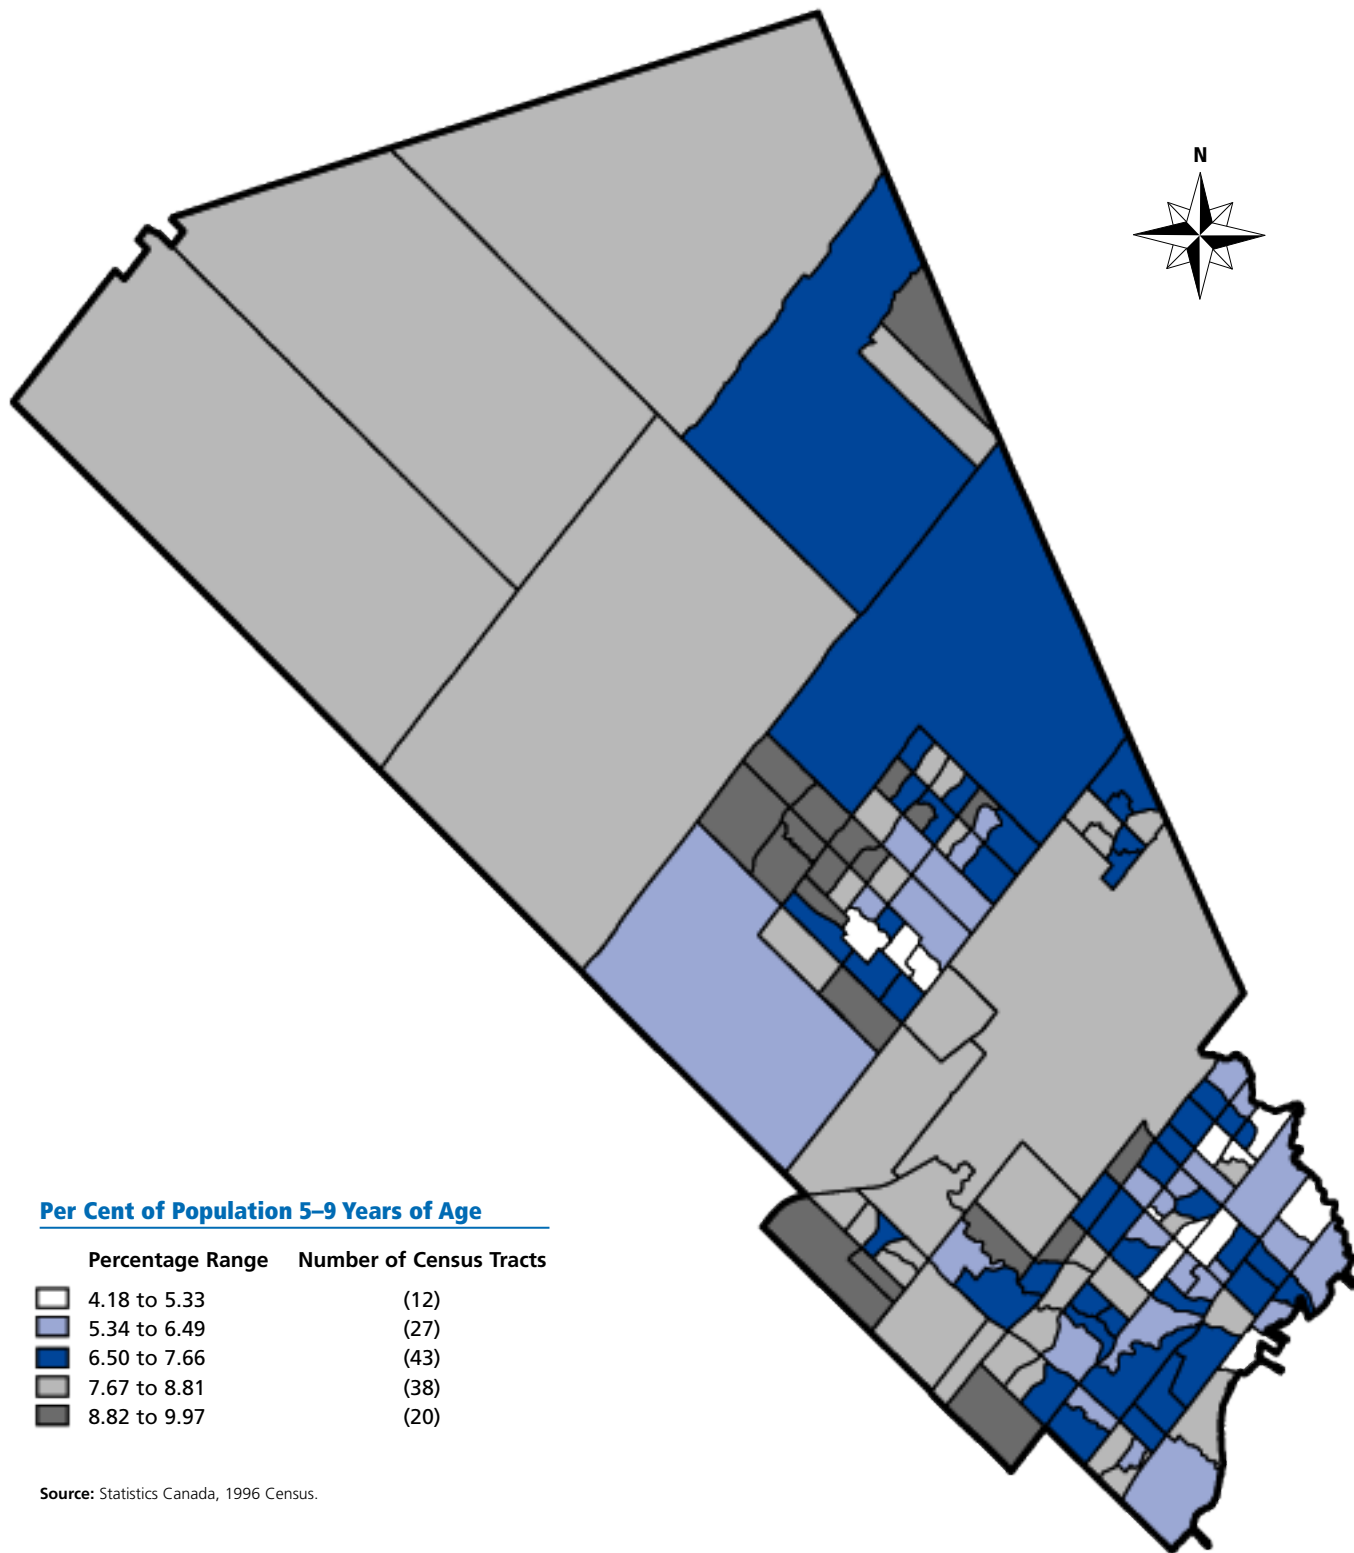 N
Per Cent of Population 5–9 Years of Age
Percentage Range Number of Census Tracts
4.18 to 5.33 (12)
5.34 to 6.49 (27)
6.50 to 7.66 (43)
7.67 to 8.81 (38)
8.82 to 9.97 (20)
Source: Statistics Canada, 1996 Census.